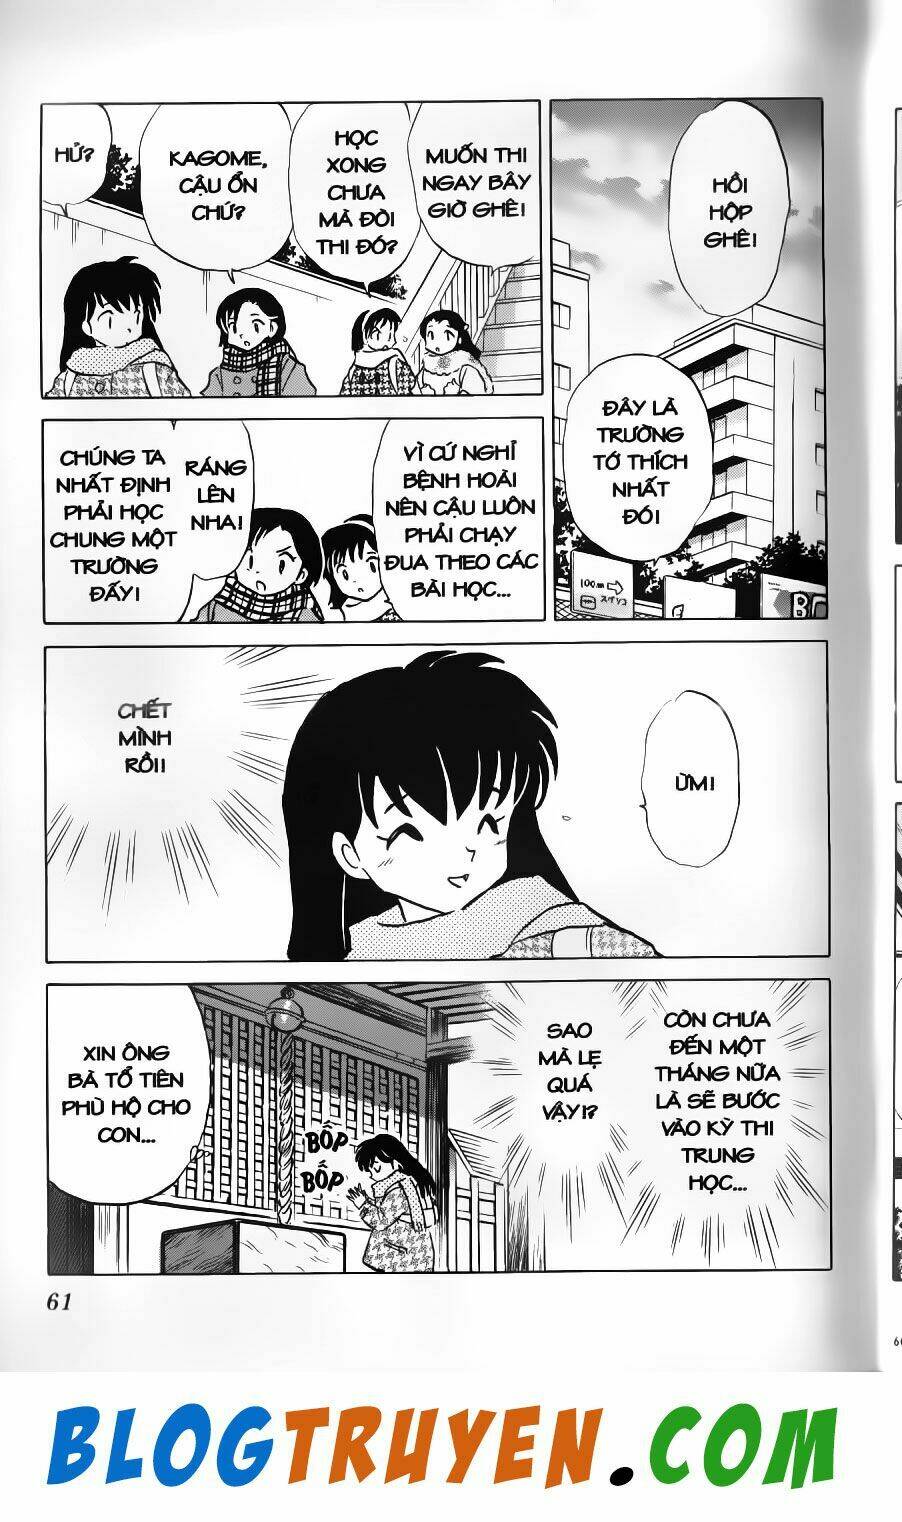 HỒI
HỘP
GHÊ!
ĐÂY LÀ
TRƯỜNG
TỚ THÍCH
NHẤT
ĐÓ!
100m →
BC
MUỐN THI
NGAY BÂY
GIỜ GHÊ!
HỌC
XONG
CHƯA
MÀ ĐÒI
THI ĐÓ?
KAGOME,
CẬU ỔN
CHỨ?
HỬ?
VÌ CỨ NGHỈ
BỆNH HOÀI
NÊN CẬU LUÔN
PHẢI CHẠY
ĐUA THEO CÁC
BÀI HỌC...
RÁNG
LÊN
NHA!
CHÚNG TA
NHẤT ĐỊNH
PHẢI HỌC
CHUNG MỘT
TRƯỜNG
ĐẤY!
ỪM!
CHẾT
MÌNH
RỒI!
CÒN CHƯA
ĐẾN MỘT
THÁNG NỮA
LÀ SẼ BƯỚC
VÀO KỲ THI
TRUNG
HỌC...
SAO
MÀ LẸ
QUÁ
VẬY!?
BỐP
BỐP
XIN ÔNG
BÀ TỔ TIÊN
PHÙ HỘ CHO
CON...
61
BLOGTRUYEN.COM